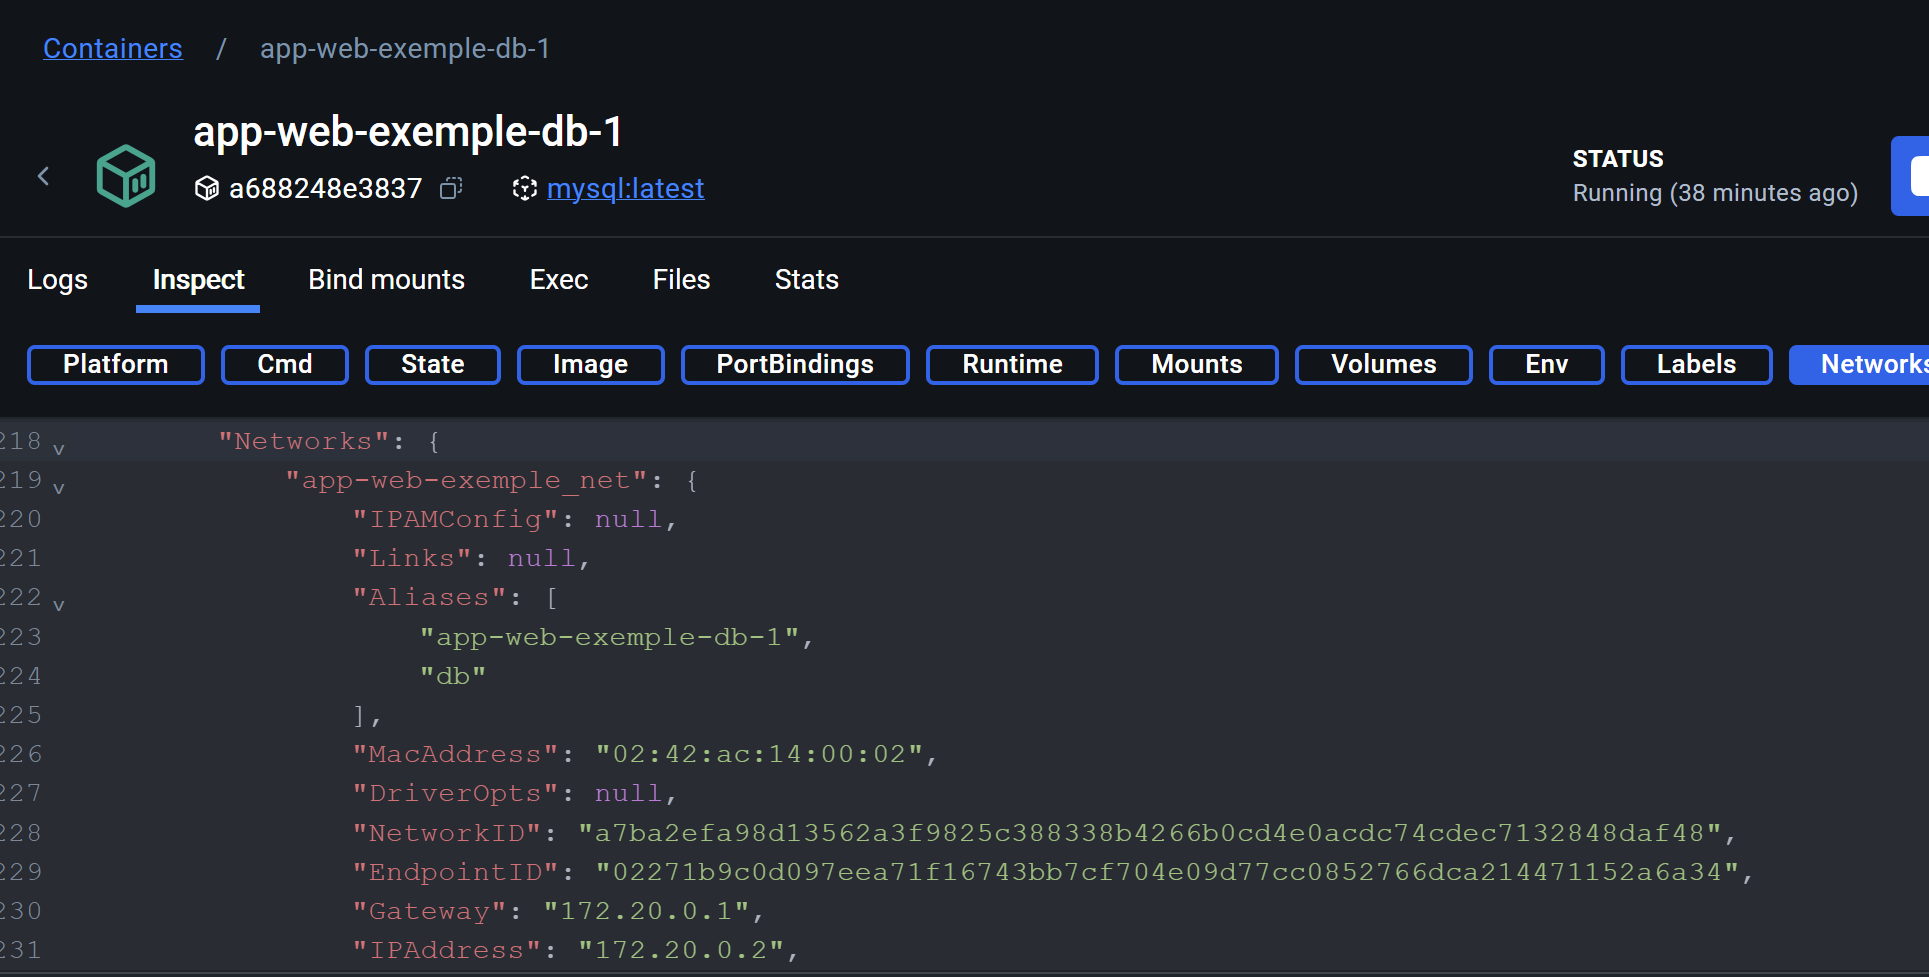 Containers / app-web-exemple-db-1
app-web-exemple-db-1
a688248e3837 mysql:latest
STATUS
Running (38 minutes ago)
Logs Inspect Bind mounts Exec Files Stats
Platform Cmd State Image PortBindings Runtime Mounts Volumes Env Labels Networks
218 "Networks": {
219 "app-web-exemple_net": {
220 "IPAMConfig": null,
221 "Links": null,
222 "Aliases": [
223 "app-web-exemple-db-1",
224 "db"
225 ],
226 "MacAddress": "02:42:ac:14:00:02",
227 "DriverOpts": null,
228 "NetworkID": "a7ba2efa98d13562a3f9825c388338b4266b0cd4e0acdc74cdec7132848daf48",
229 "EndpointID": "02271b9c0d097eea71f16743bb7cf704e09d77cc0852766dca214471152a6a34",
230 "Gateway": "172.20.0.1",
231 "IPAddress": "172.20.0.2",